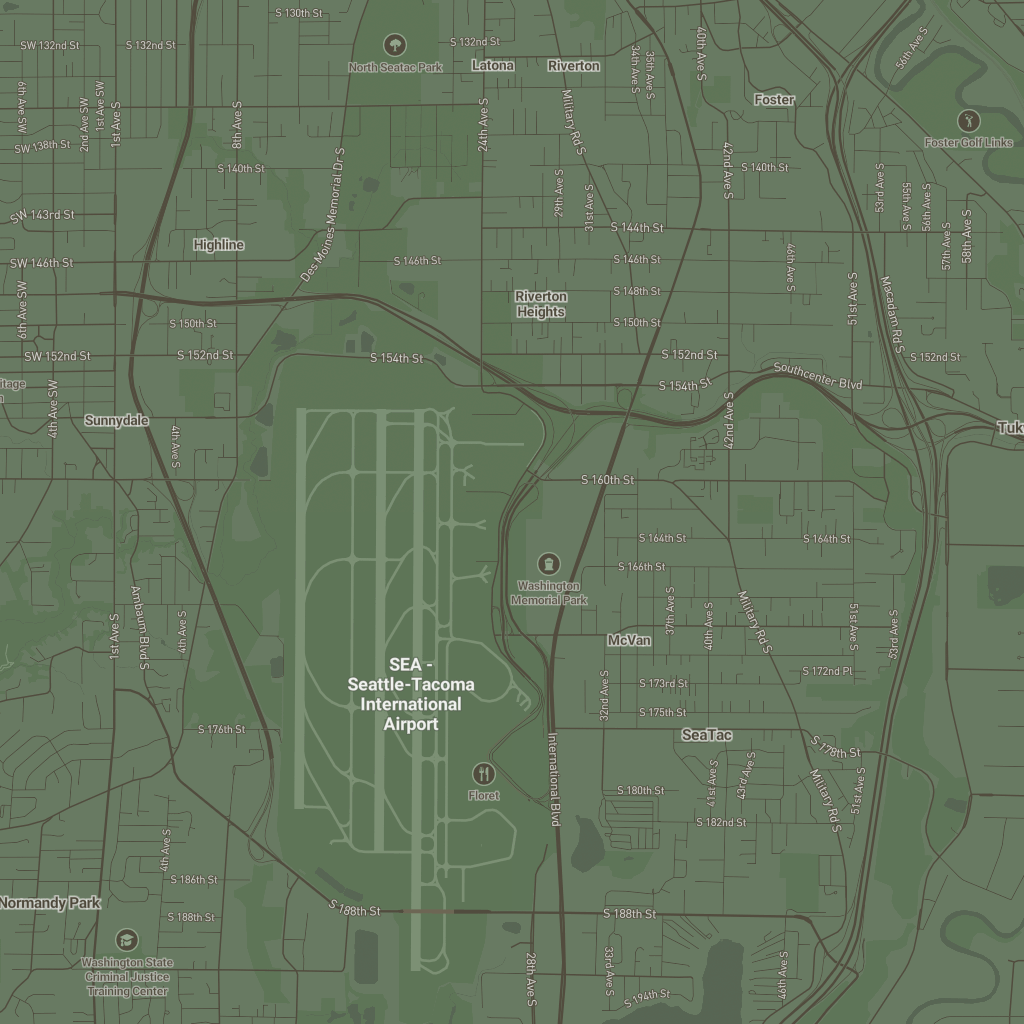 S 130th St
SW 132nd St
S 132nd St
S 132nd St
North Seatac Park
Latona
Riverton
34th Ave S
35th Ave S
40th Ave S
56th Ave S
Foster
Foster Golf Links
6th Ave SW
2nd Ave SW
1st Ave SW
1st Ave S
8th Ave S
24th Ave S
Military Rd S
SW 138th St
S 140th St
S 140th St
42nd Ave S
Des Moines Memorial Dr S
29th Ave S
31st Ave S
53rd Ave S
55th Ave S
56th Ave S
57th Ave S
58th Ave S
SW 143rd St
Highline
S 144th St
SW 146th St
S 146th St
S 146th St
46th Ave S
6th Ave SW
Riverton
Heights
S 148th St
51st Ave S
Macadam Rd S
S 150th St
S 150th St
SW 152nd St
S 152nd St
S 154th St
S 152nd St
S 152nd St
S 154th St
Southcenter Blvd
itage
4th Ave SW
Sunnydale
4th Ave S
42nd Ave S
Tukw
S 160th St
S 164th St
S 164th St
Washington
Memorial Park
S 166th St
1st Ave S
Ambaum Blvd S
4th Ave S
37th Ave S
40th Ave S
Military Rd S
51st Ave S
53rd Ave S
McVan
SEA -
Seattle-Tacoma
International
Airport
S 172nd Pl
32nd Ave S
S 173rd St
S 175th St
S 176th St
SeaTac
S 178th St
International Blvd
Floret
S 180th St
41st Ave S
43rd Ave S
Military Rd S
51st Ave S
S 182nd St
4th Ave S
S 186th St
Normandy Park
S 188th St
S 188th St
S 188th St
Washington State
Criminal Justice
Training Center
28th Ave S
33rd Ave S
S 194th St
46th Ave S